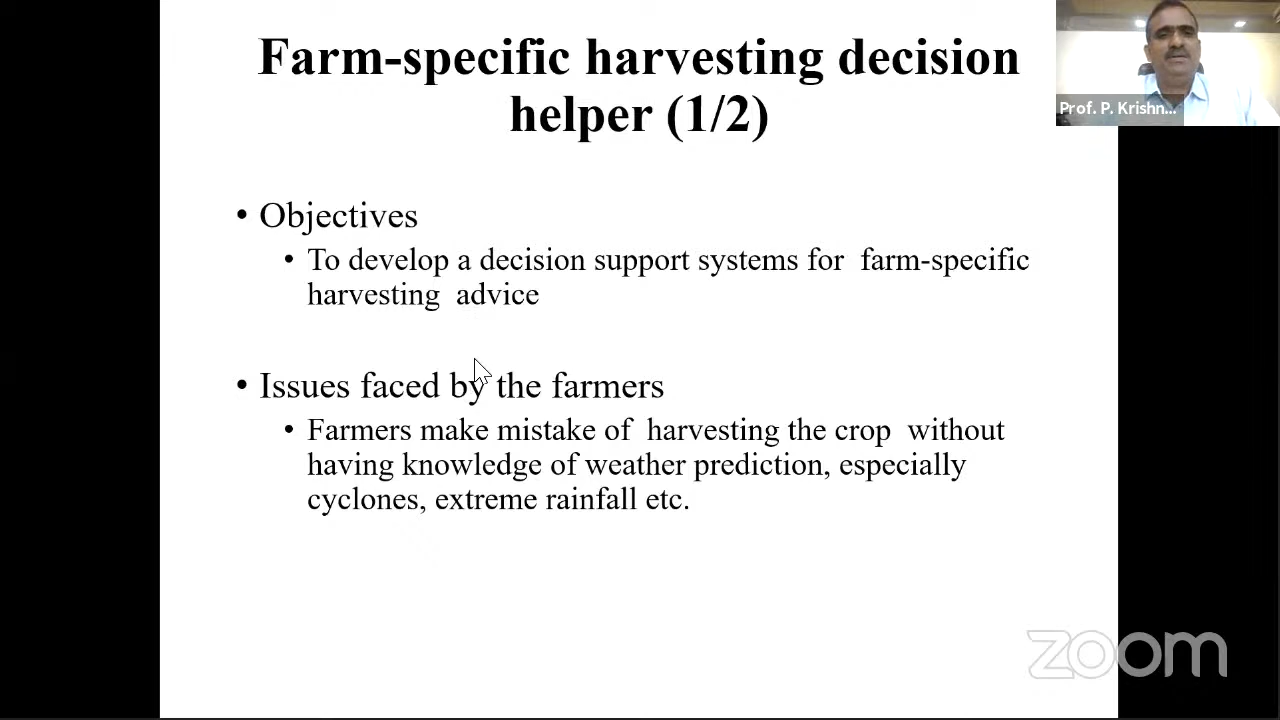 Farm-specific harvesting decision
helper (1/2)
Prof. P. Krishn...
• Objectives
• To develop a decision support systems for farm-specific
harvesting advice
• Issues faced by the farmers
• Farmers make mistake of harvesting the crop without
having knowledge of weather prediction, especially
cyclones, extreme rainfall etc.
zoom